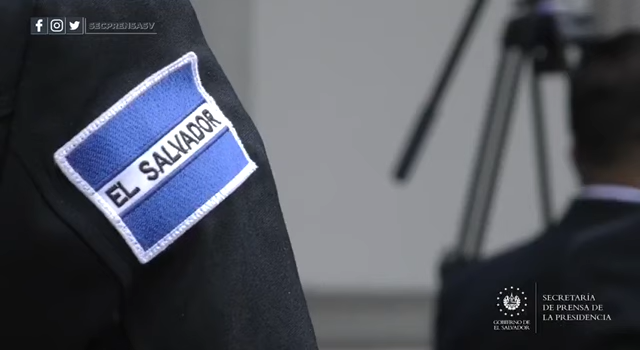 SECPRENSASV
EL SALVADOR
GOBIERNO DE
EL SALVADOR
SECRETARÍA
DE PRENSA DE
LA PRESIDENCIA